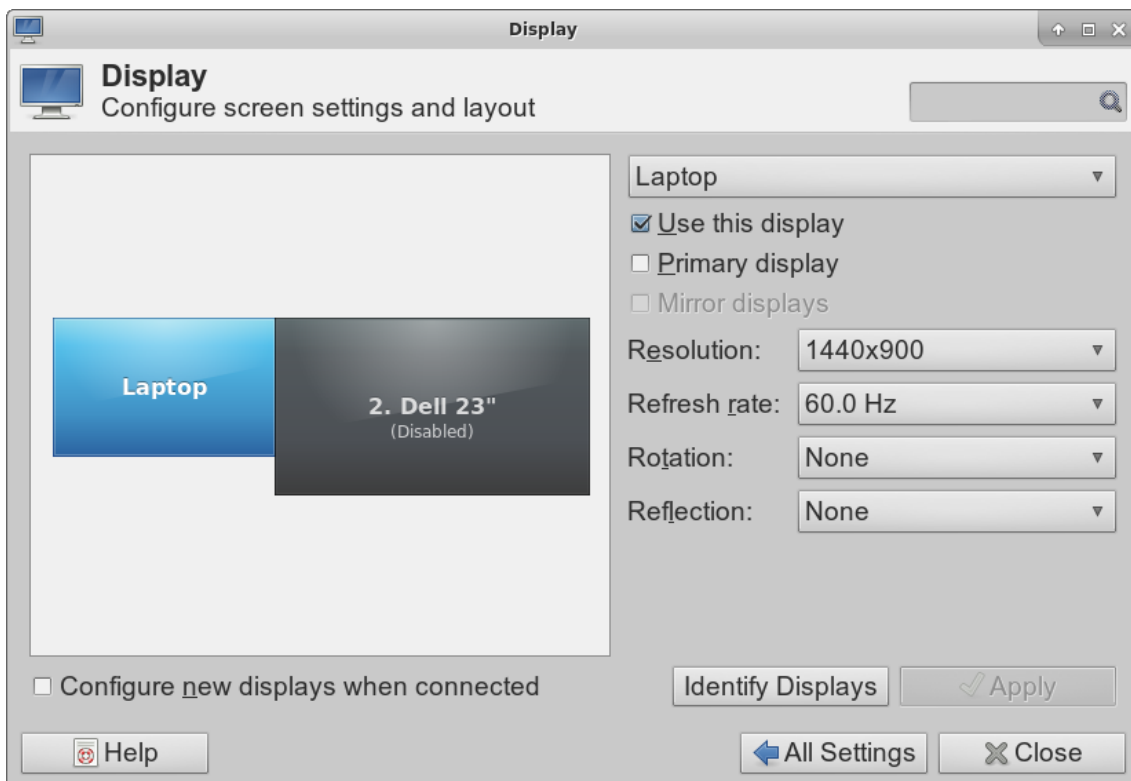 Display
Display
Configure screen settings and layout
Laptop
Use this display
Primary display
Mirror displays
Laptop
2. Dell 23"
(Disabled)
Resolution: 1440x900
Refresh rate: 60.0 Hz
Rotation: None
Reflection: None
Configure new displays when connected
Identify Displays
Apply
Help
All Settings
Close